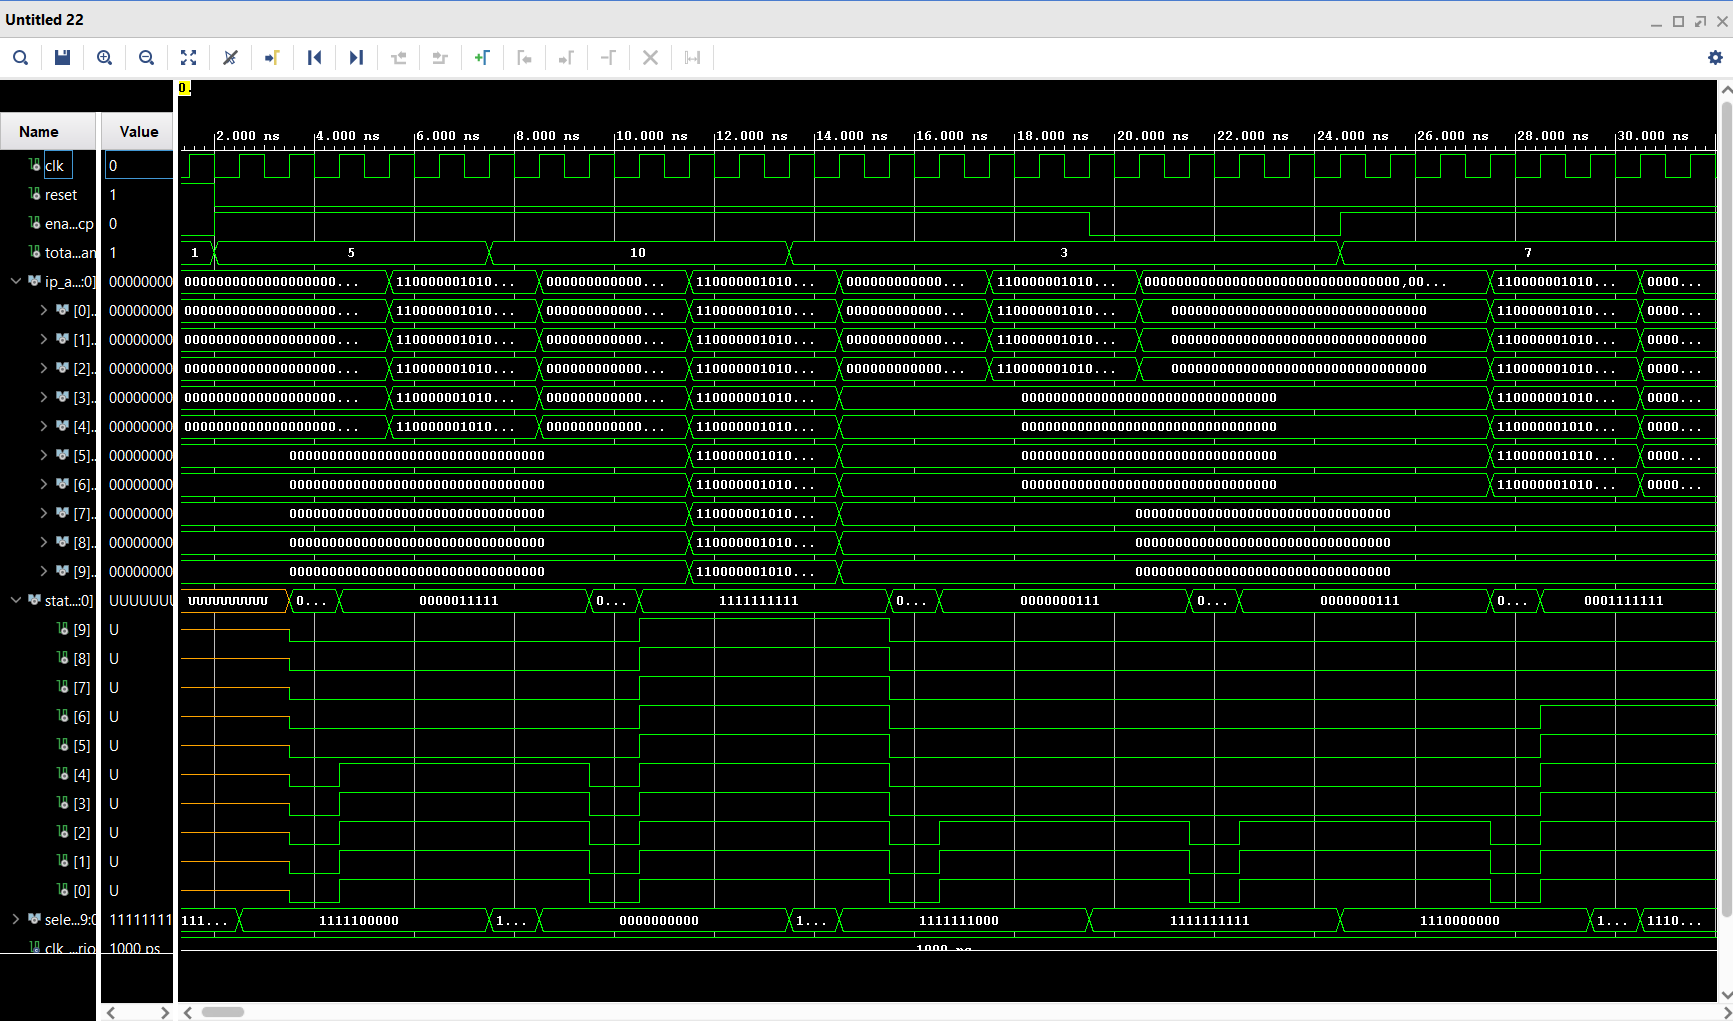 Untitled 22
0.
Name Value
2.000 ns 4.000 ns 6.000 ns 8.000 ns 10.000 ns 12.000 ns 14.000 ns 16.000 ns 18.000 ns 20.000 ns 22.000 ns 24.000 ns 26.000 ns 28.000 ns 30.000 ns
clk 0
reset 1
ena...cp 0
tota...an 1 1 5 10 3 7
ip_a...:0] 00000000 0000000000000000000... 110000001010... 000000000000... 110000001010... 000000000000... 110000001010... 00000000000000000000000000000000,00... 110000001010... 0000...
[0].. 00000000 0000000000000000000... 110000001010... 000000000000... 110000001010... 000000000000... 110000001010... 00000000000000000000000000000000 110000001010... 0000...
[1].. 00000000 0000000000000000000... 110000001010... 000000000000... 110000001010... 000000000000... 110000001010... 00000000000000000000000000000000 110000001010... 0000...
[2].. 00000000 0000000000000000000... 110000001010... 000000000000... 110000001010... 000000000000... 110000001010... 00000000000000000000000000000000 110000001010... 0000...
[3].. 00000000 0000000000000000000... 110000001010... 000000000000... 110000001010... 00000000000000000000000000000000 110000001010... 0000...
[4].. 00000000 0000000000000000000... 110000001010... 000000000000... 110000001010... 00000000000000000000000000000000 110000001010... 0000...
[5].. 00000000 00000000000000000000000000000000 110000001010... 00000000000000000000000000000000 110000001010... 0000...
[6].. 00000000 00000000000000000000000000000000 110000001010... 00000000000000000000000000000000 110000001010... 0000...
[7].. 00000000 00000000000000000000000000000000 110000001010... 00000000000000000000000000000000
[8].. 00000000 00000000000000000000000000000000 110000001010... 00000000000000000000000000000000
[9].. 00000000 00000000000000000000000000000000 110000001010... 00000000000000000000000000000000
stat...:0] UUUUUUU UUUUUUUUUU 0... 0000011111 0... 1111111111 0... 0000000111 0... 0000000111 0... 0001111111
[9] U
[8] U
[7] U
[6] U
[5] U
[4] U
[3] U
[2] U
[1] U
[0] U
sele...9:0 11111111 111... 1111100000 1... 0000000000 1... 1111111000 1111111111 1110000000 1... 1110...
clk_...rio 1000 ps 1000 ps